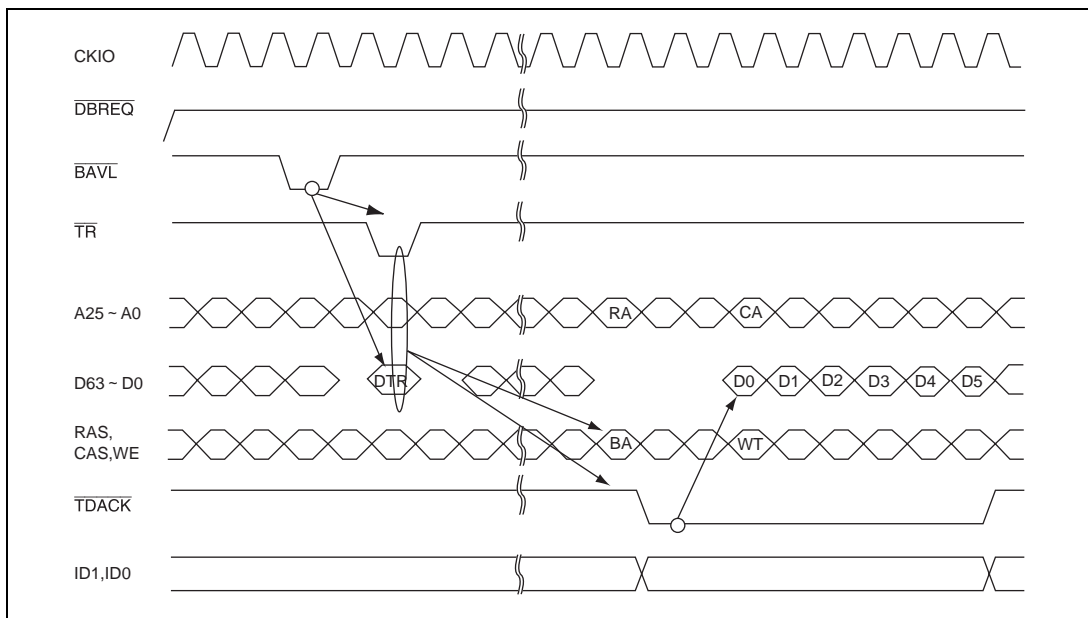 CKIO
DBREQ
BAVL
TR
A25 ~ A0
RA
CA
D63 ~ D0
DTR
D0
D1
D2
D3
D4
D5
RAS,
CAS,WE
BA
WT
TDACK
ID1,ID0